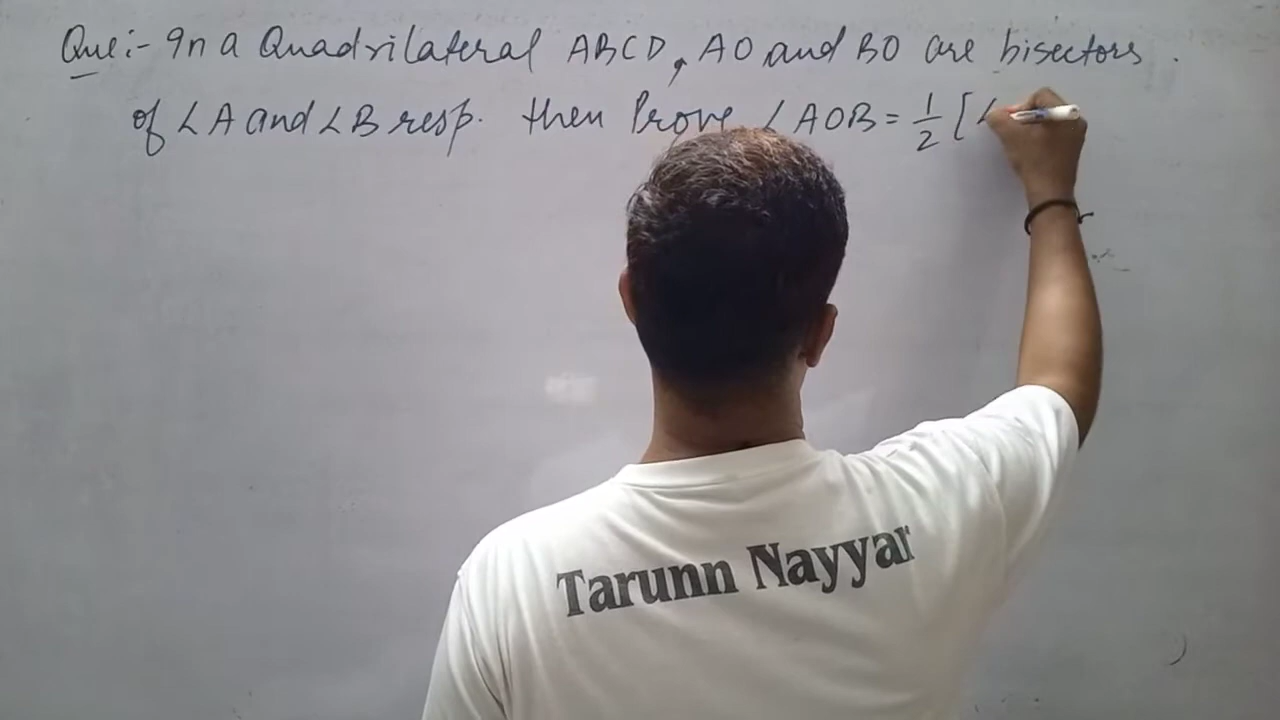 Que:- In a Quadrilateral ABCD, AO and BO are bisectors.
of ∠A and ∠B resp. then Prove ∠AOB = 1/2 [∠
Tarunn Nayyar